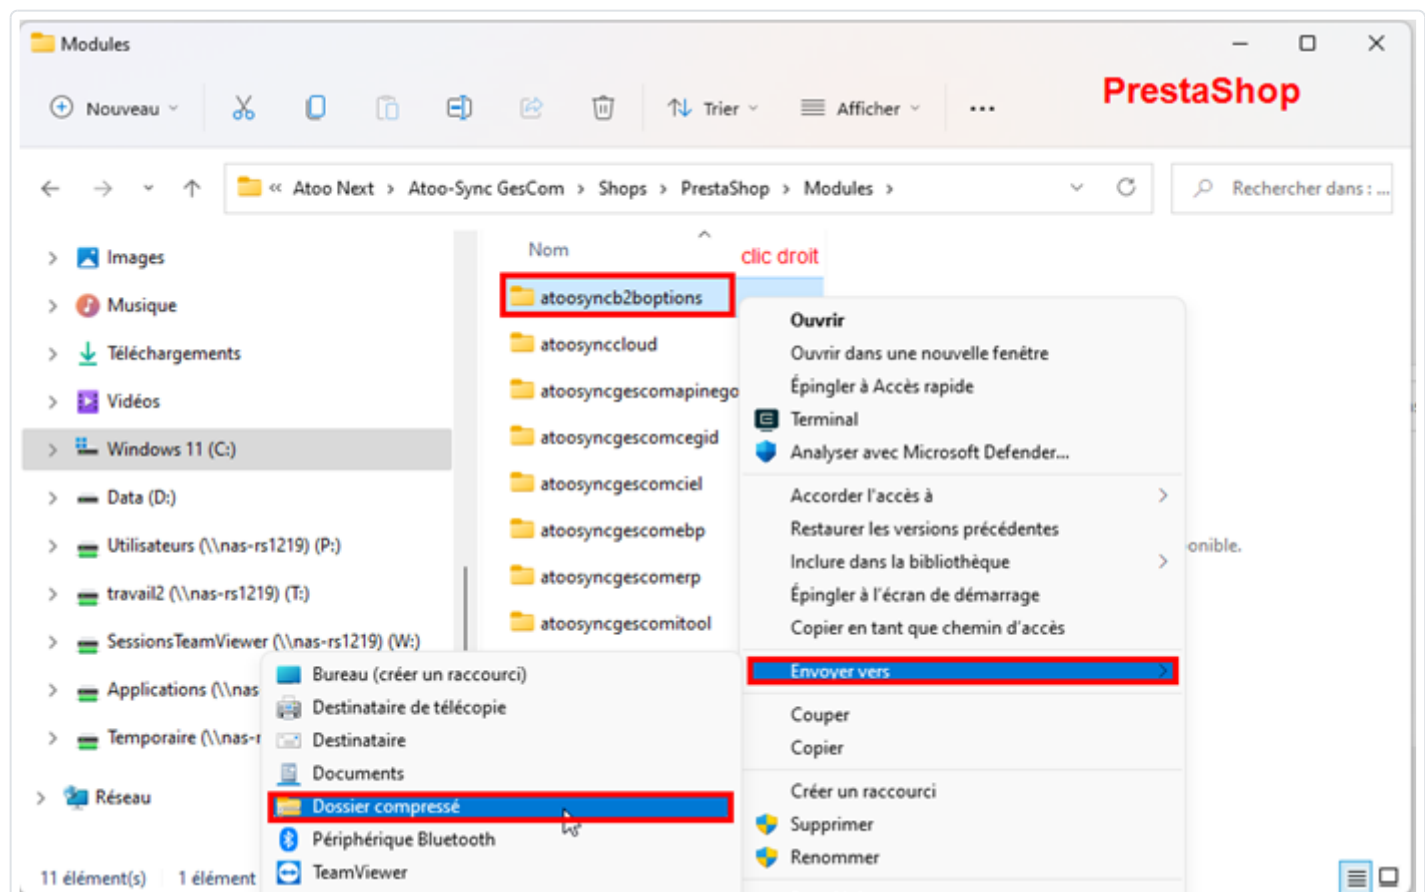 Modules
PrestaShop
Nouveau
Trier
Afficher
« Atoo Next > Atoo-Sync GesCom > Shops > PrestaShop > Modules >
Rechercher dans : ...
Images
Musique
Téléchargements
Vidéos
Windows 11 (C:)
Data (D:)
Utilisateurs (\\nas-rs1219) (P:)
travail2 (\\nas-rs1219) (T:)
SessionsTeamViewer (\\nas-rs1219) (W:)
Applications (\\nas
Temporaire (\\nas-r
Réseau
Nom
clic droit
atoosyncb2boptions
atoosynccloud
atoosyncgescomapinego
atoosyncgescomcegid
atoosyncgescomciel
atoosyncgescomebp
atoosyncgescomerp
atoosyncgescomitool
Ouvrir
Ouvrir dans une nouvelle fenêtre
Épingler à Accès rapide
Terminal
Analyser avec Microsoft Defender...
Accorder l'accès à
Restaurer les versions précédentes
Inclure dans la bibliothèque
Épingler à l'écran de démarrage
Copier en tant que chemin d'accès
Envoyer vers
Couper
Copier
Créer un raccourci
Supprimer
Renommer
onible.
Bureau (créer un raccourci)
Destinataire de télécopie
Destinataire
Documents
Dossier compressé
Périphérique Bluetooth
TeamViewer
11 élément(s)
1 élément